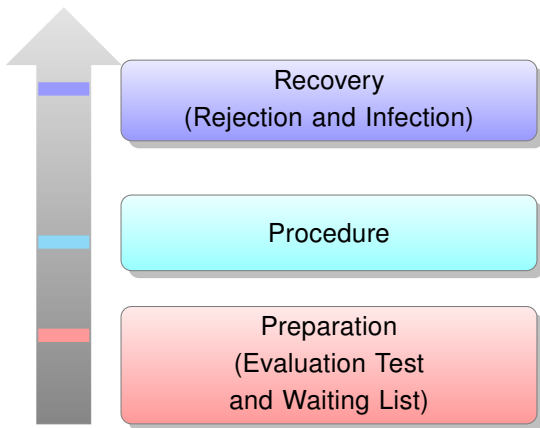 Recovery
(Rejection and Infection)
Procedure
Preparation
(Evaluation Test
and Waiting List)